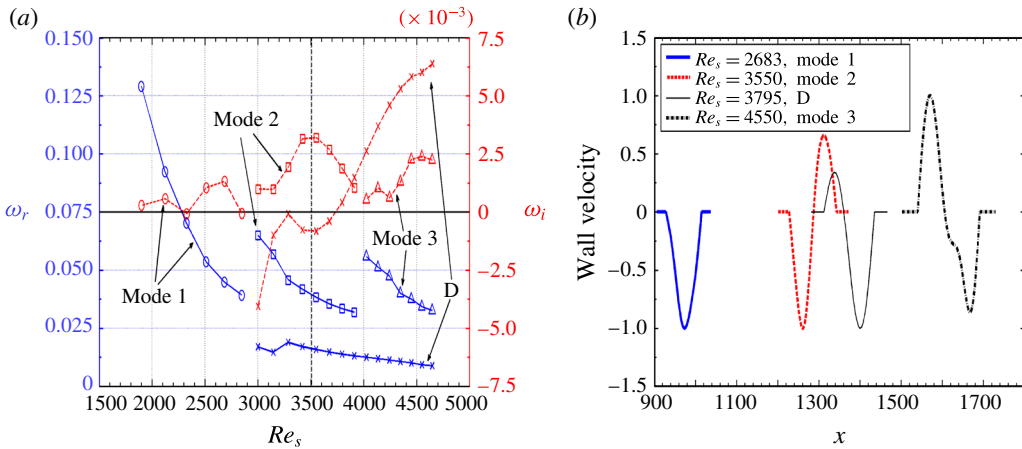 (a)
(× 10⁻³)
(b)
0.150
0.125
0.100
0.075
0.050
0.025
0
ωᵣ
7.5
5.0
2.5
0
−2.5
−5.0
−7.5
ωᵢ
Mode 2
Mode 1
Mode 3
D
1500 2000 2500 3000 3500 4000 4500 5000
Reₛ
1.5
1.0
0.5
0
−0.5
−1.0
−1.5
Wall velocity
Reₛ = 2683, mode 1
Reₛ = 3550, mode 2
Reₛ = 3795, D
Reₛ = 4550, mode 3
900 1100 1300 1500 1700
x